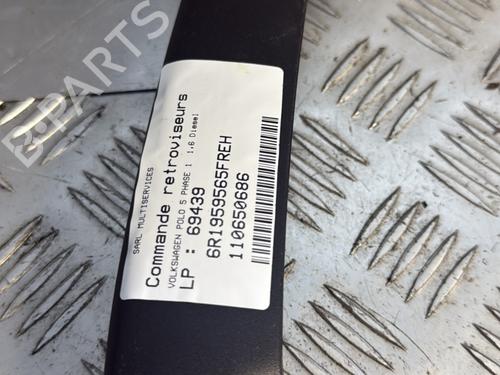 B-PARTS
SARL MULTISERVICES
Commande retroviseurs
VOLKSWAGEN POLO 5 PHASE 1 1.6 Diesel
LP : 69439
6R1959565FREH
110650686